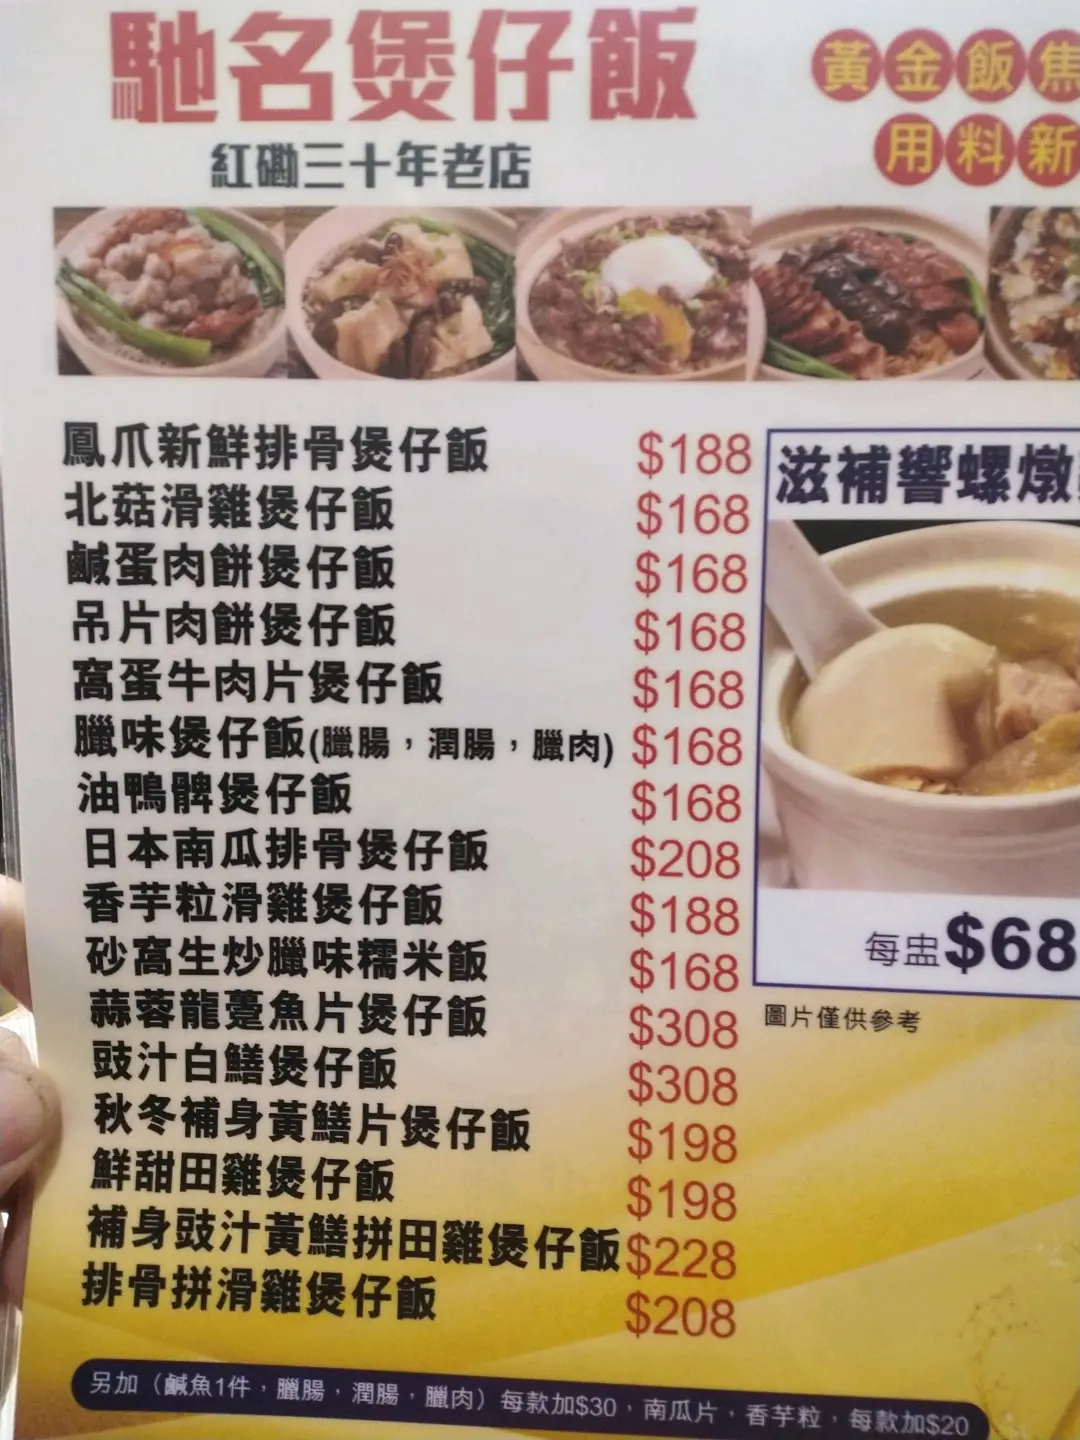 馳名煲仔飯
紅磡三十年老店
黃金飯焦
用料新
鳳爪新鮮排骨煲仔飯 $188
北菇滑雞煲仔飯 $168
鹹蛋肉餅煲仔飯 $168
吊片肉餅煲仔飯 $168
窩蛋牛肉片煲仔飯 $168
臘味煲仔飯(臘腸，潤腸，臘肉) $168
油鴨髀煲仔飯 $168
日本南瓜排骨煲仔飯 $208
香芋粒滑雞煲仔飯 $188
砂窩生炒臘味糯米飯 $168
蒜蓉龍躉魚片煲仔飯 $308
豉汁白鱔煲仔飯 $308
秋冬補身黃鱔片煲仔飯 $198
鮮甜田雞煲仔飯 $198
補身豉汁黃鱔拼田雞煲仔飯 $228
排骨拼滑雞煲仔飯 $208
滋補響螺燉
每盅$68
圖片僅供參考
另加（鹹魚1件，臘腸，潤腸，臘肉）每款加$30，南瓜片，香芋粒，每款加$20